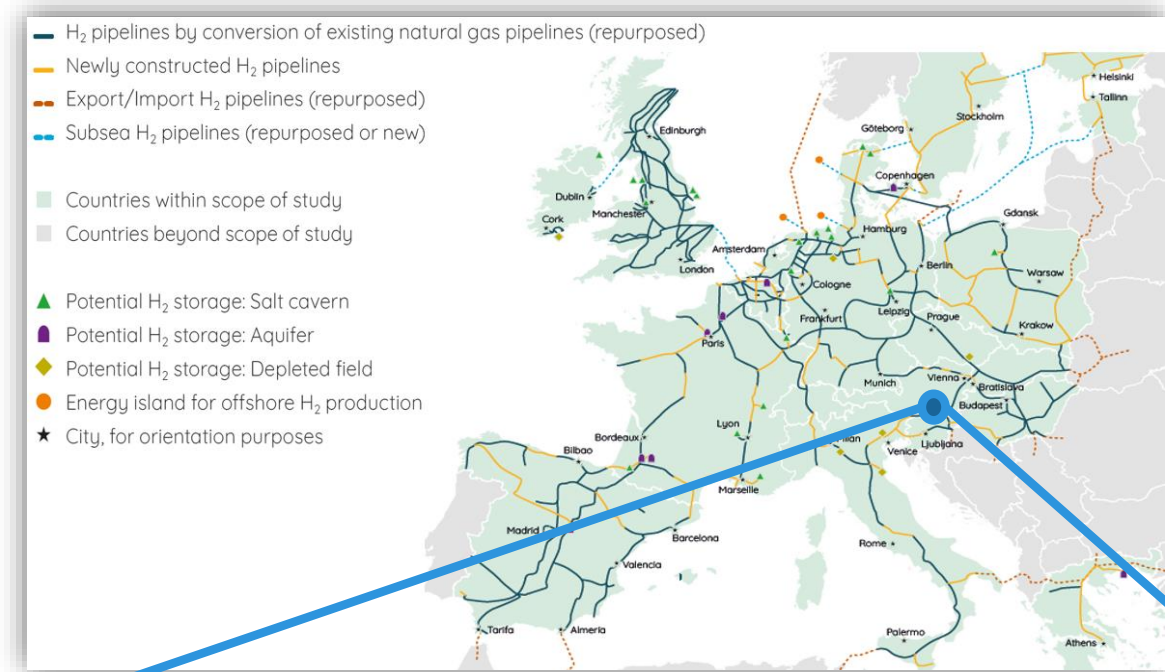 H₂ pipelines by conversion of existing natural gas pipelines (repurposed)
Newly constructed H₂ pipelines
Export/Import H₂ pipelines (repurposed)
Subsea H₂ pipelines (repurposed or new)
Countries within scope of study
Countries beyond scope of study
Potential H₂ storage: Salt cavern
Potential H₂ storage: Aquifer
Potential H₂ storage: Depleted field
Energy island for offshore H₂ production
City, for orientation purposes
Helsinki
Tallinn
Stockholm
Göteborg
Edinburgh
Copenhagen
Dublin
Manchester
Cork
Gdansk
Hamburg
Amsterdam
Berlin
London
Warsaw
Cologne
Leipzig
Frankfurt
Prague
Krakow
Paris
Munich
Vienna
Bratislava
Budapest
Lyon
Ljubljana
Bordeaux
Venice
Bilbao
Marseille
Madrid
Barcelona
Rome
Valencia
Tarifa
Almeria
Palermo
Athens